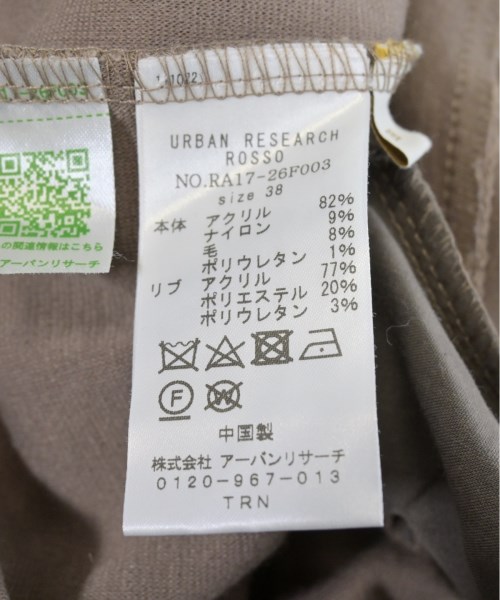 URBAN RESEARCH
ROSSO
NO.RA17-26F003
size 38
本体 アクリル 82%
ナイロン 9%
毛 8%
ポリウレタン 1%
リブ アクリル 77%
ポリエステル 20%
ポリウレタン 3%
F
W
中国製
株式会社 アーバンリサーチ
0120-967-013
TRN
の関連情報はこちら
アーバンリサーチ